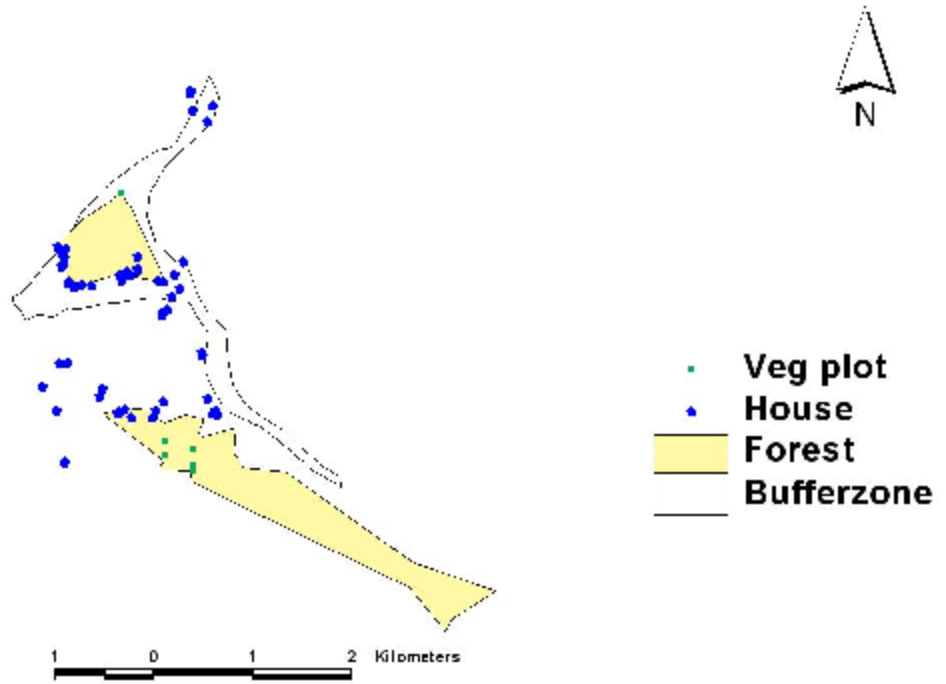 N
Veg plot
House
Forest
Bufferzone
1 0 1 2 Kilometers